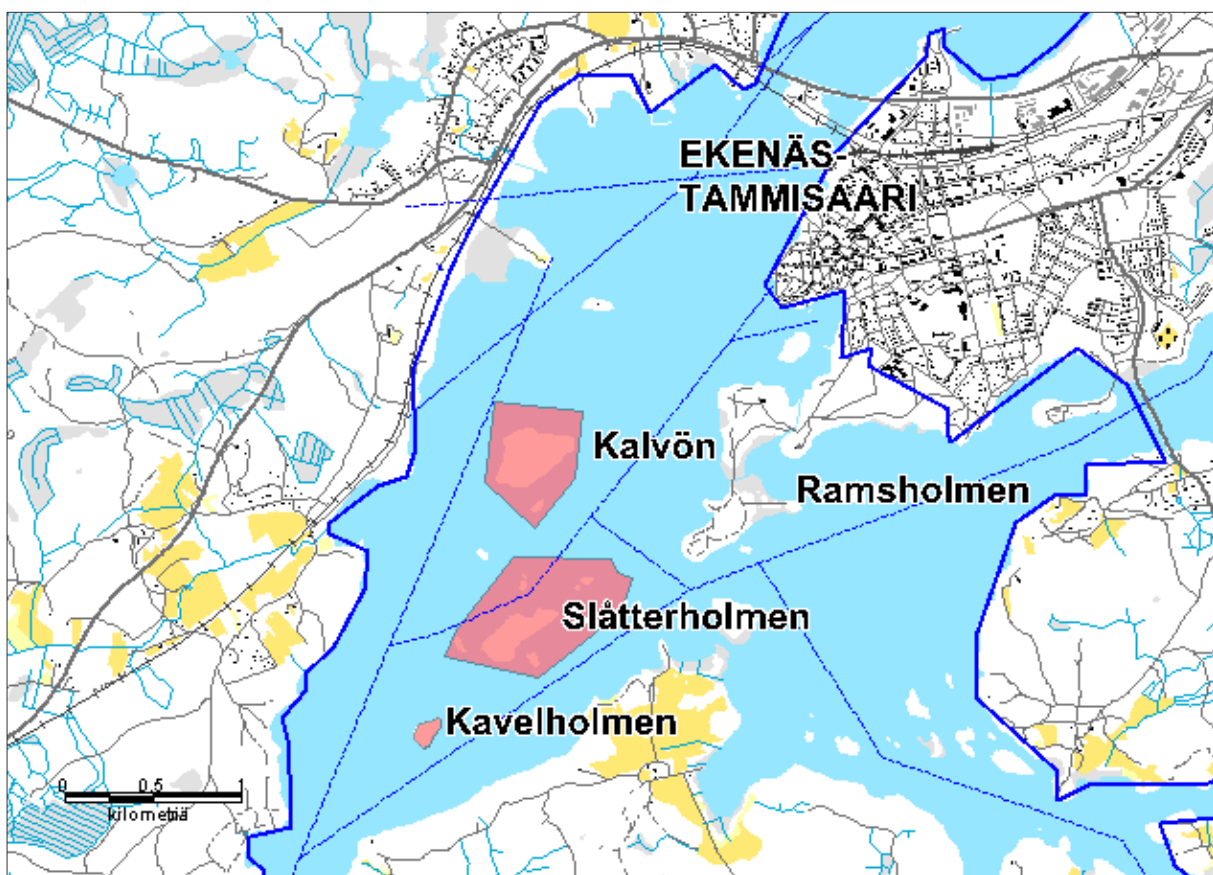 EKENÄS-
TAMMISAARI
Kalvön
Ramsholmen
Slåtterholmen
Kavelholmen
0 0,5 1
kilometriä